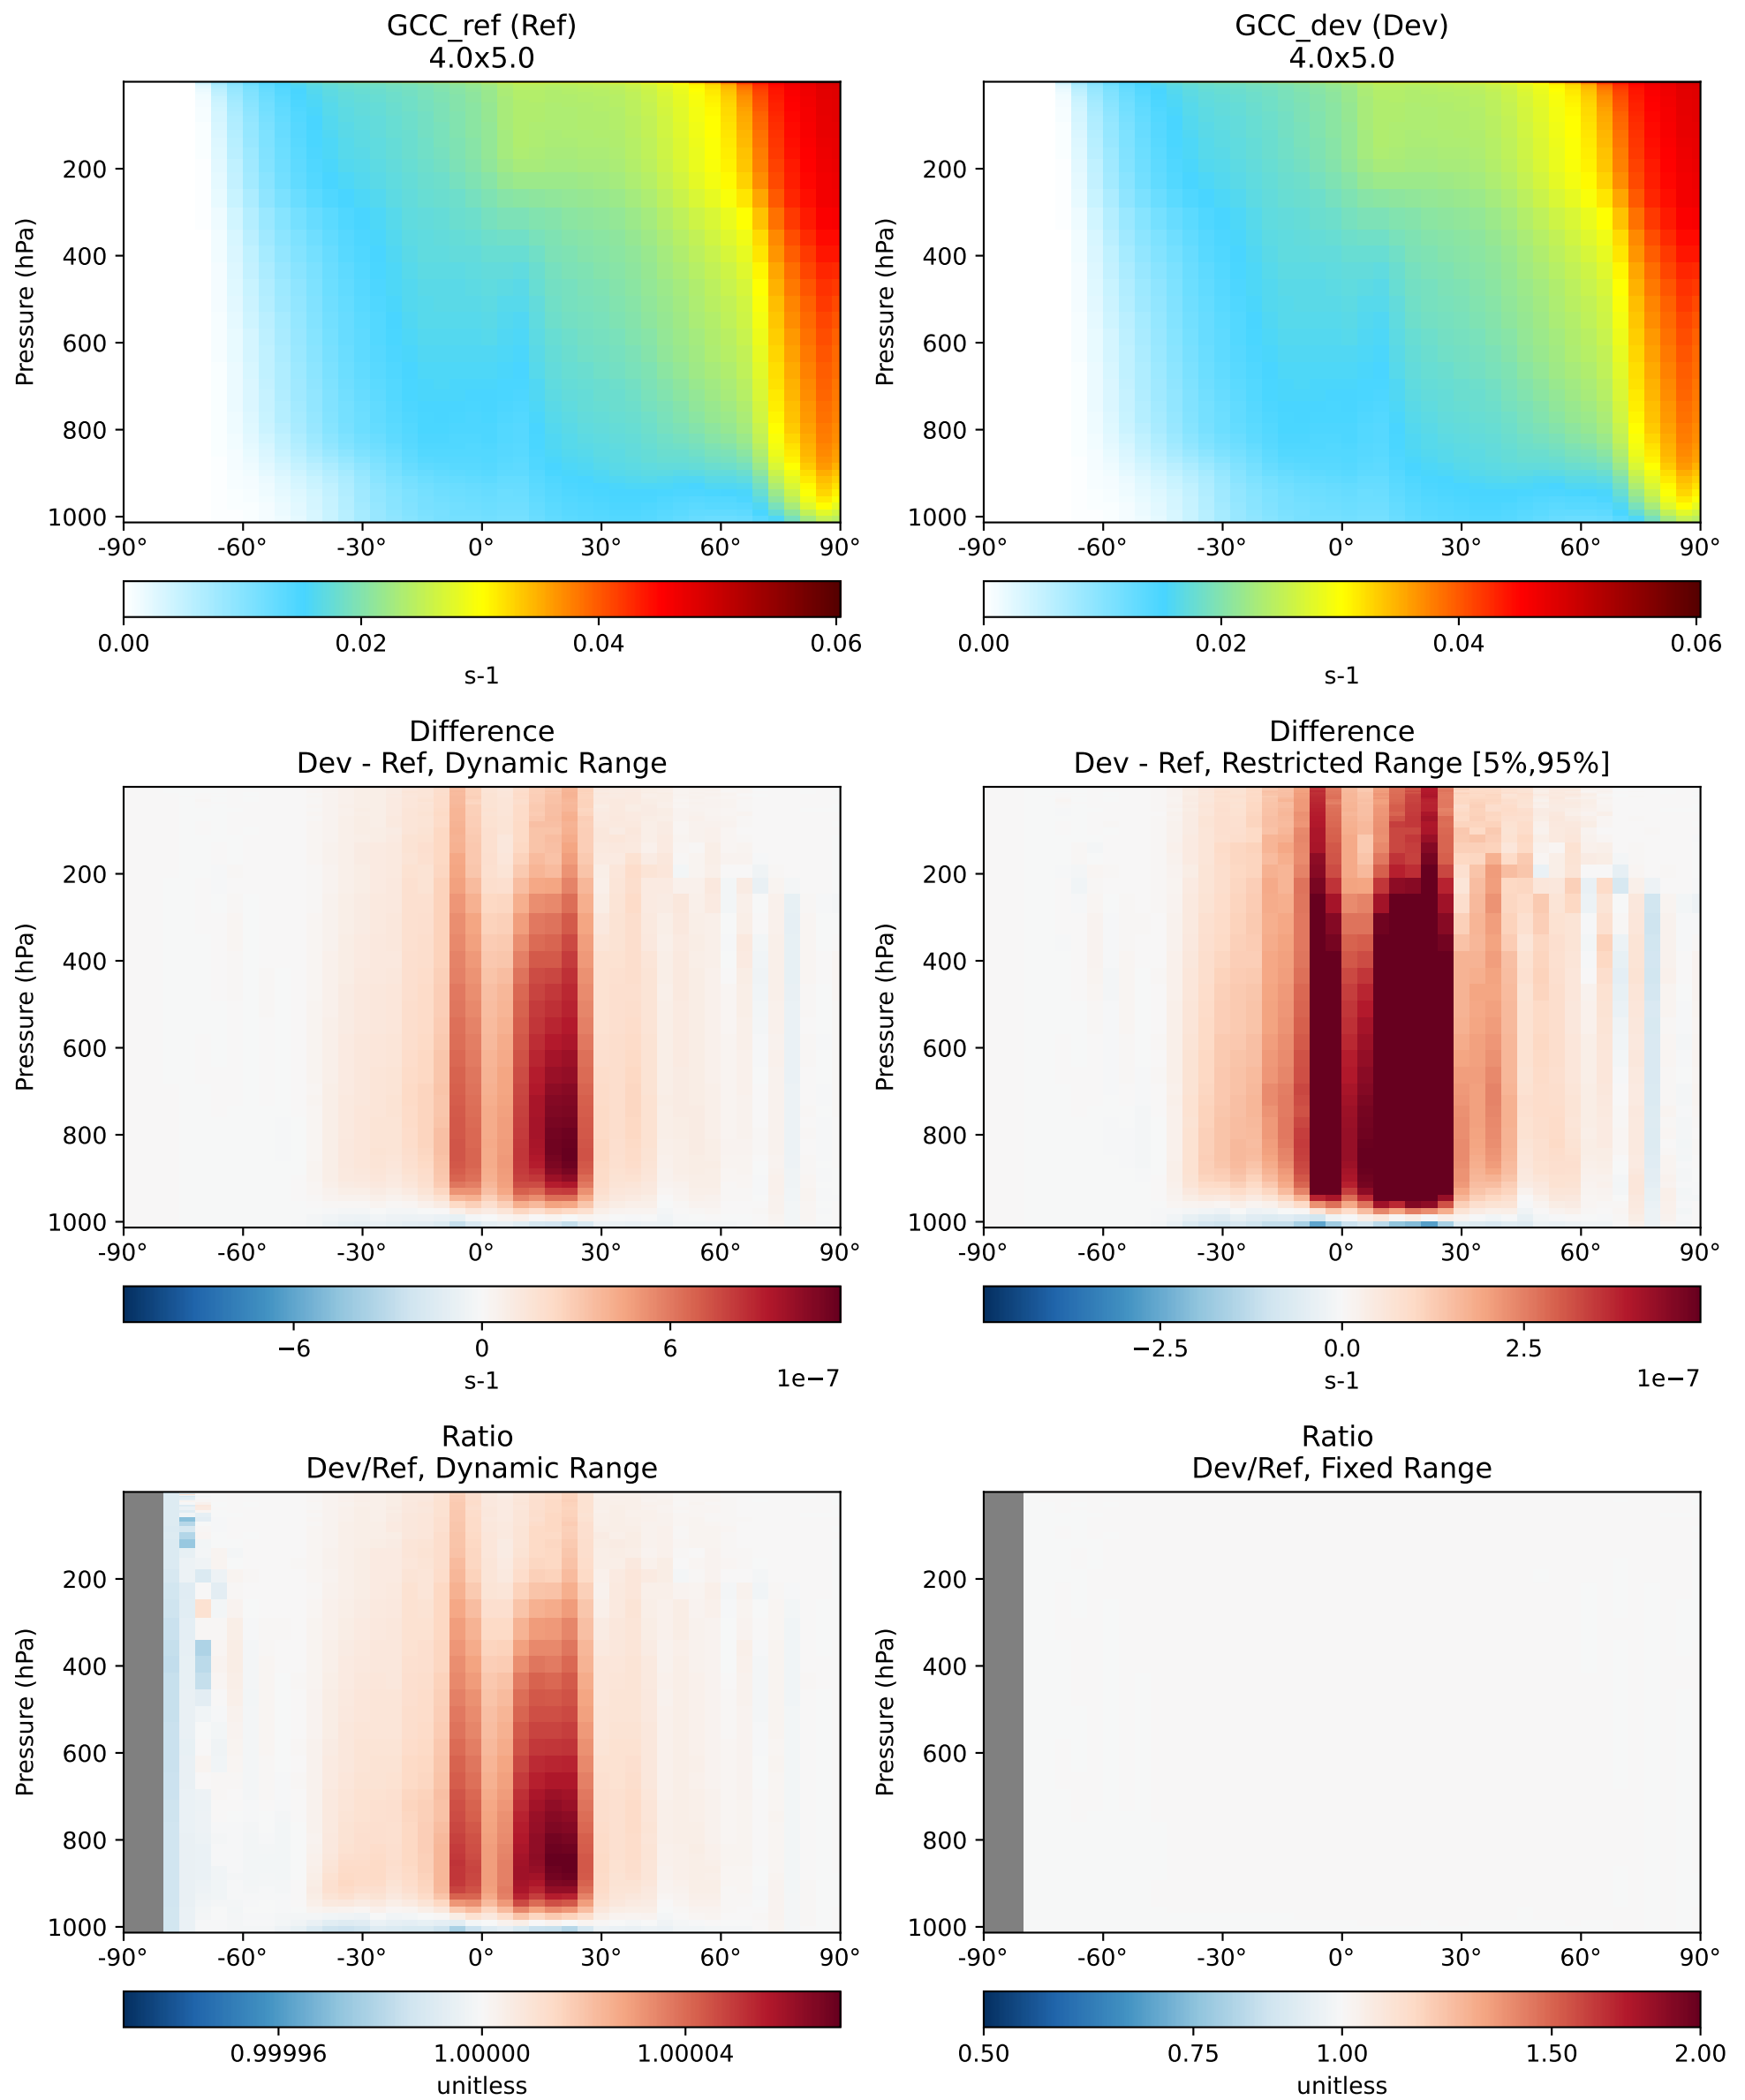 GCC_ref (Ref)
4.0x5.0
Pressure (hPa)
200
400
600
800
1000
-90° -60° -30° 0° 30° 60° 90°
0.00 0.02 0.04 0.06
s-1
GCC_dev (Dev)
4.0x5.0
Pressure (hPa)
200
400
600
800
1000
-90° -60° -30° 0° 30° 60° 90°
0.00 0.02 0.04 0.06
s-1
Difference
Dev - Ref, Dynamic Range
Pressure (hPa)
200
400
600
800
1000
-90° -60° -30° 0° 30° 60° 90°
−6 0 6
s-1 1e−7
Difference
Dev - Ref, Restricted Range [5%,95%]
Pressure (hPa)
200
400
600
800
1000
-90° -60° -30° 0° 30° 60° 90°
−2.5 0.0 2.5
s-1 1e−7
Ratio
Dev/Ref, Dynamic Range
Pressure (hPa)
200
400
600
800
1000
-90° -60° -30° 0° 30° 60° 90°
0.99996 1.00000 1.00004
unitless
Ratio
Dev/Ref, Fixed Range
Pressure (hPa)
200
400
600
800
1000
-90° -60° -30° 0° 30° 60° 90°
0.50 0.75 1.00 1.50 2.00
unitless